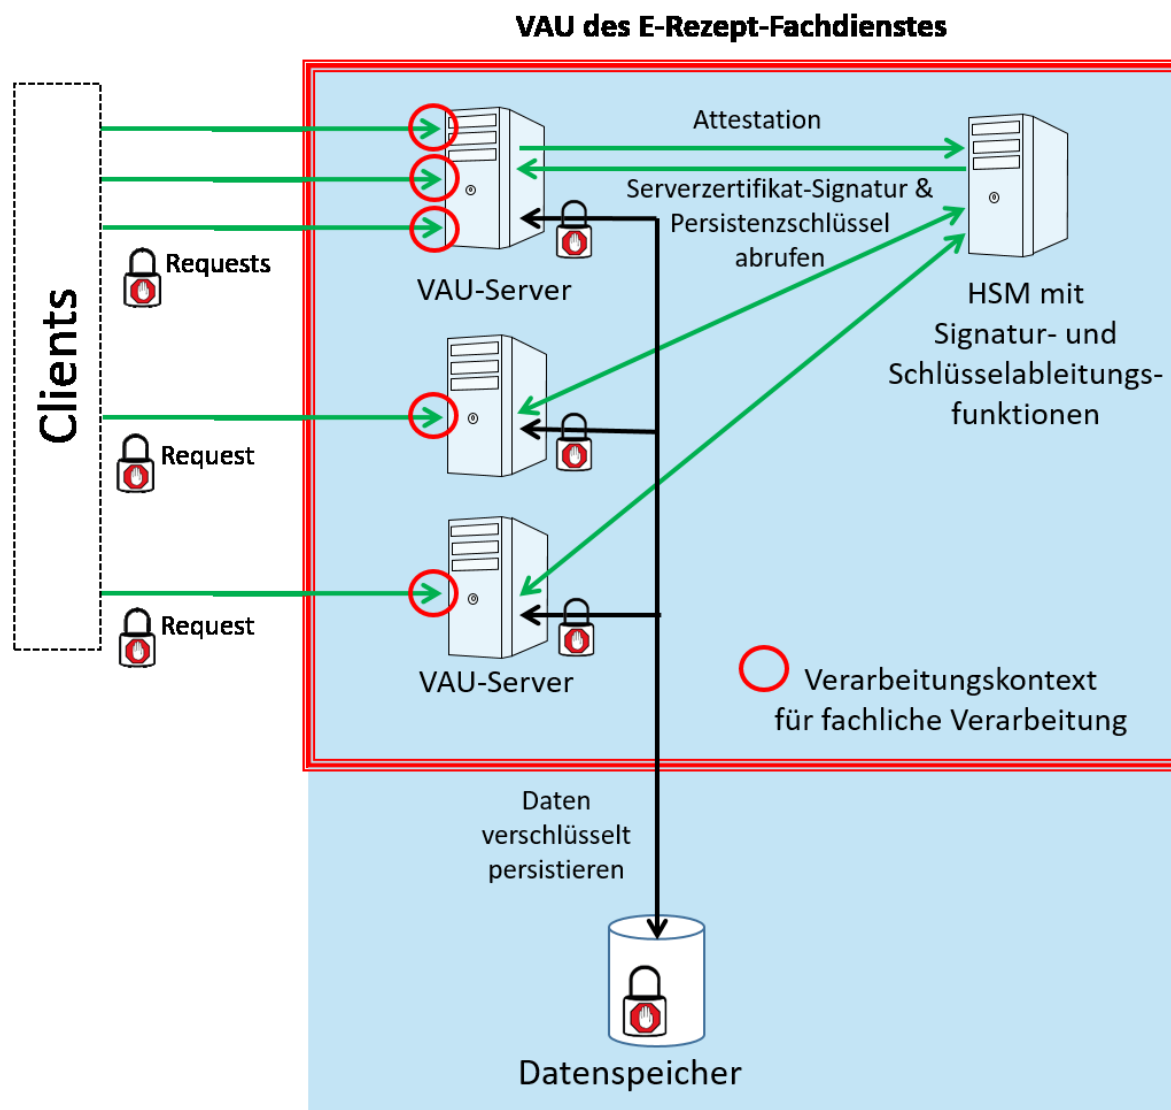 VAU des E-Rezept-Fachdienstes
Clients
Requests
Request
Request
VAU-Server
VAU-Server
Attestation
Serverzertifikat-Signatur &
Persistenzschlüssel
abrufen
HSM mit
Signatur- und
Schlüsselableitungs-
funktionen
Verarbeitungskontext
für fachliche Verarbeitung
Daten
verschlüsselt
persistieren
Datenspeicher